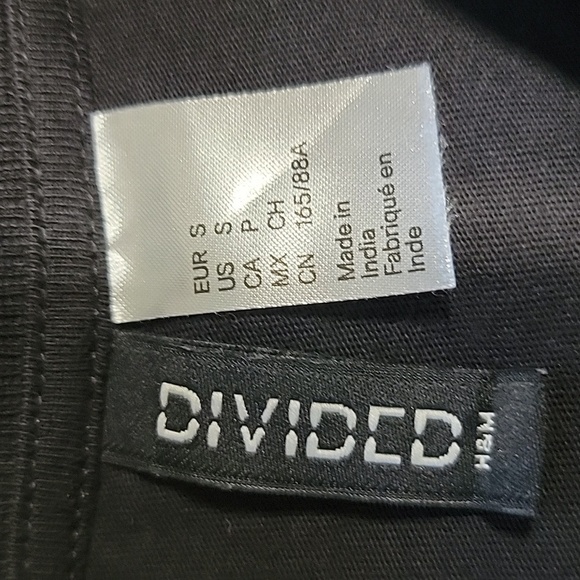 EUR S
US S
CA P
MX CH
CN 165/88A
Made in
India
Fabriqué en
Inde
DIVIDED
H&M